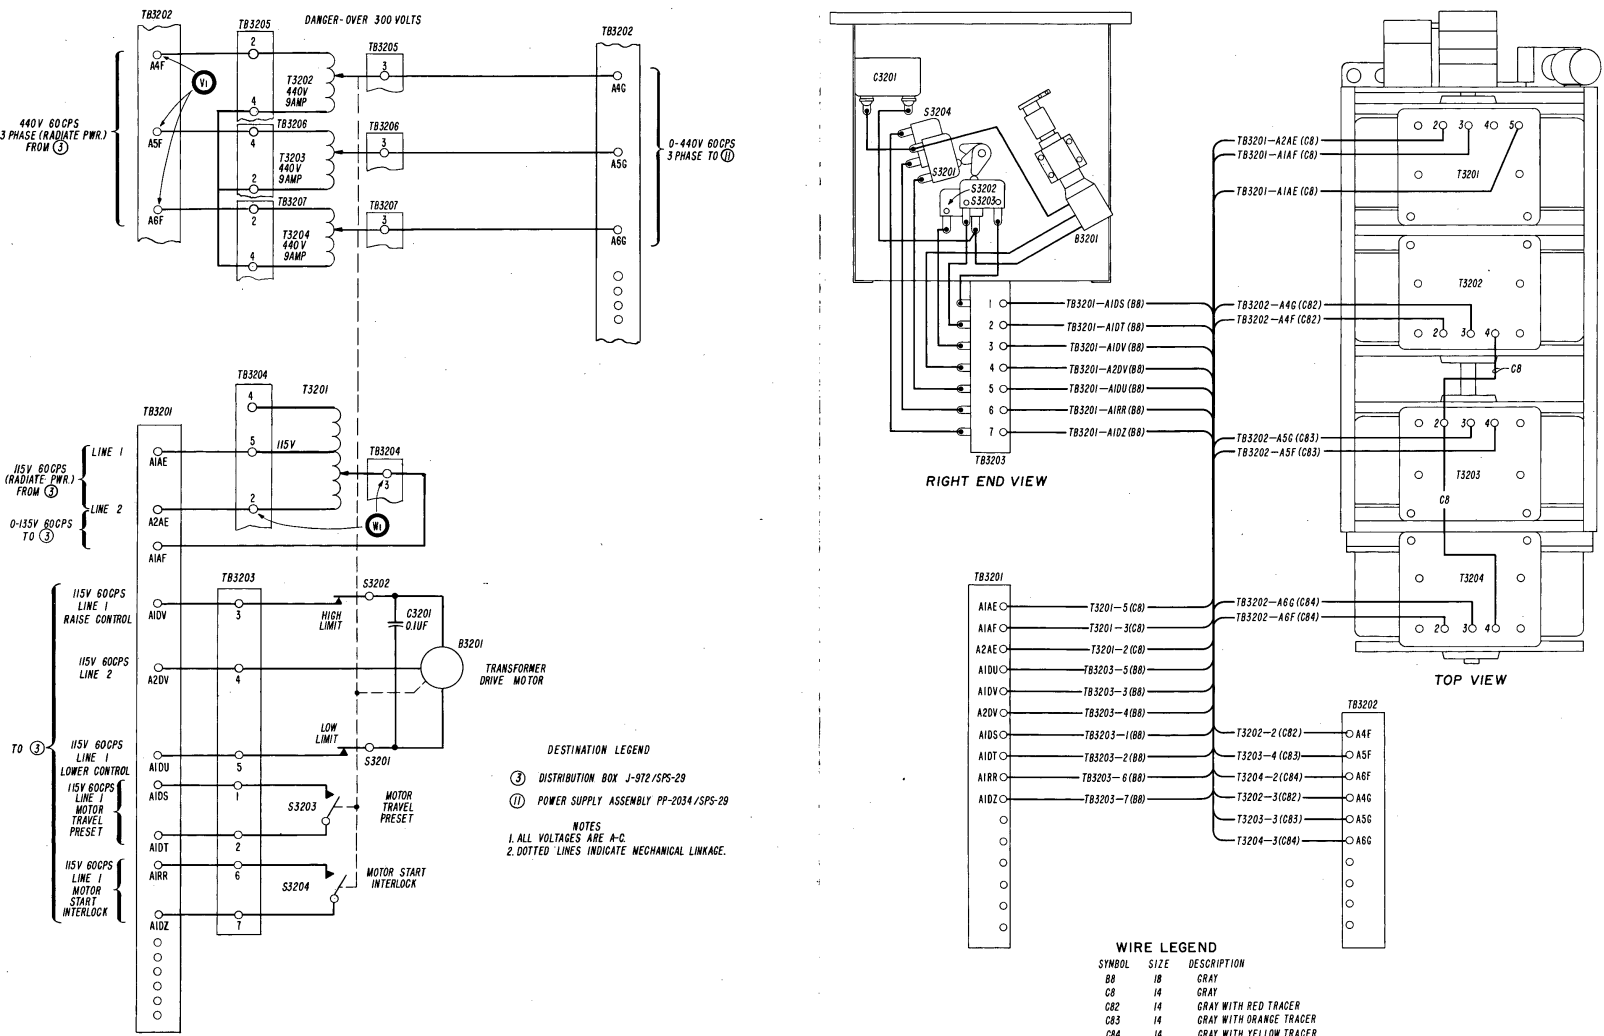 DANGER-OVER 300 VOLTS
TB3202
TB3205
2
4
T3202
440V
9AMP
TB3205
3
TB3202
A4F
V1
A4G
440V 60CPS
3 PHASE (RADIATE PWR.)
FROM 3
TB3206
4
2
T3203
440V
9AMP
TB3206
3
A5F
A5G
0-440V 60CPS
3 PHASE TO 11
TB3207
2
4
T3204
440V
9AMP
TB3207
3
A6F
A6G
TB3204
4
5
2
T3201
115V
TB3204
3
W1
TB3201
LINE 1
A1AE
115V 60CPS
(RADIATE PWR.)
FROM 3
LINE 2
A2AE
0-135V 60CPS
TO 3
A1AF
TB3203
S3202
115V 60CPS
LINE 1
RAISE CONTROL
A1DV
3
HIGH
LIMIT
C3201
0.1UF
B3201
115V 60CPS
LINE 2
A2DV
4
TRANSFORMER
DRIVE MOTOR
TO 3
115V 60CPS
LINE 1
LOWER CONTROL
A1DU
5
LOW
LIMIT
S3201
115V 60CPS
LINE 1
MOTOR
TRAVEL
PRESET
A1DS
1
S3203
MOTOR
TRAVEL
PRESET
A1DT
2
115V 60CPS
LINE 1
MOTOR
START
INTERLOCK
A1RR
6
S3204
MOTOR START
INTERLOCK
A1DZ
7
DESTINATION LEGEND
3 DISTRIBUTION BOX J-972/SPS-29
11 POWER SUPPLY ASSEMBLY PP-2034/SPS-29
NOTES
1. ALL VOLTAGES ARE A-C.
2. DOTTED LINES INDICATE MECHANICAL LINKAGE.
C3201
S3204
S3201
S3202
S3203
B3201
1 TB3201-A1DS (B8)
2 TB3201-A1DT (B8)
3 TB3201-A1DV (B8)
4 TB3201-A2DV (B8)
5 TB3201-A1DU (B8)
6 TB3201-A1RR (B8)
7 TB3201-A1DZ (B8)
TB3203
RIGHT END VIEW
TB3201-A2AE (C8)
TB3201-A1AF (C8)
TB3201-A1AE (C8)
2 3 4 5
T3201
T3202
TB3202-A4G (C82)
TB3202-A4F (C82)
2 3 4
C8
2 3 4
TB3202-A5G (C83)
TB3202-A5F (C83)
T3203
C8
T3204
TB3202-A6G (C84)
TB3202-A6F (C84)
2 3 4
TOP VIEW
TB3201
A1AE T3201-5 (C8)
A1AF T3201-3 (C8)
A2AE T3201-2 (C8)
A1DU TB3203-5 (B8)
A1DV TB3203-3 (B8)
A2DV TB3203-4 (B8)
A1DS TB3203-1 (B8)
A1DT TB3203-2 (B8)
A1RR TB3203-6 (B8)
A1DZ TB3203-7 (B8)
TB3202
T3202-2 (C82) A4F
T3203-4 (C83) A5F
T3204-2 (C84) A6F
T3202-3 (C82) A4G
T3203-3 (C83) A5G
T3204-3 (C84) A6G
WIRE LEGEND
SYMBOL SIZE DESCRIPTION
B8 18 GRAY
C8 14 GRAY
C82 14 GRAY WITH RED TRACER
C83 14 GRAY WITH ORANGE TRACER
C84 14 GRAY WITH YELLOW TRACER